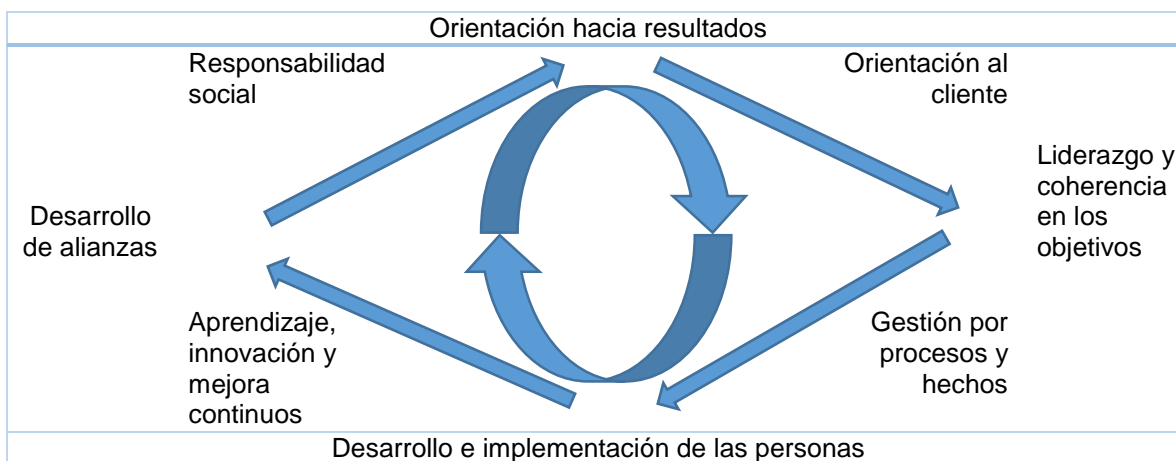 Orientación hacia resultados
Responsabilidad
social
Orientación al
cliente
Liderazgo y
coherencia
en los
objetivos
Desarrollo
de alianzas
Aprendizaje,
innovación y
mejora
continuos
Gestión por
procesos y
hechos
Desarrollo e implementación de las personas